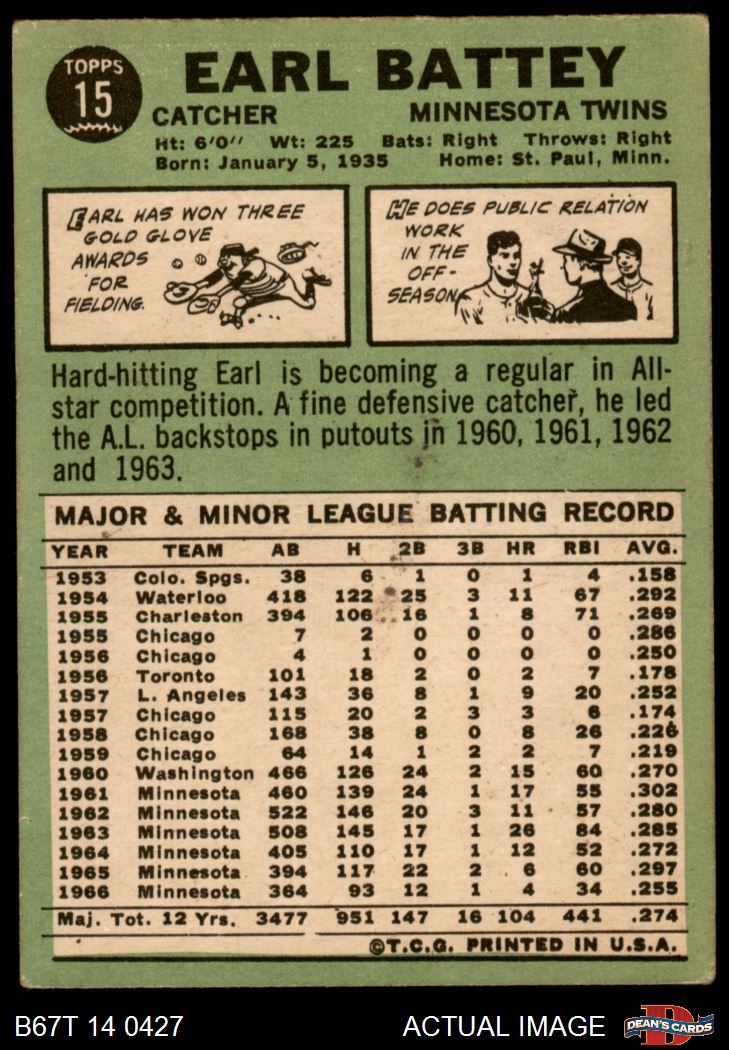 TOPPS
15
EARL BATTEY
CATCHER MINNESOTA TWINS
Ht: 6'0" Wt: 225 Bats: Right Throws: Right
Born: January 5, 1935 Home: St. Paul, Minn.
EARL HAS WON THREE
GOLD GLOVE
AWARDS
FOR
FIELDING.
HE DOES PUBLIC RELATION
WORK
IN THE
OFF-
SEASON.
Hard-hitting Earl is becoming a regular in All-
star competition. A fine defensive catcher, he led
the A.L. backstops in putouts in 1960, 1961, 1962
and 1963.
MAJOR & MINOR LEAGUE BATTING RECORD
YEAR TEAM AB H 2B 3B HR RBI AVG.
1953 Colo. Spgs. 38 6 1 0 1 4 .158
1954 Waterloo 418 122 25 3 11 67 .292
1955 Charleston 394 106 16 1 8 71 .269
1955 Chicago 7 2 0 0 0 0 .286
1956 Chicago 4 1 0 0 0 0 .250
1956 Toronto 101 18 2 0 2 7 .178
1957 L. Angeles 143 36 8 1 9 20 .252
1957 Chicago 115 20 2 3 3 6 .174
1958 Chicago 168 38 8 0 8 26 .226
1959 Chicago 64 14 1 2 2 7 .219
1960 Washington 466 126 24 2 15 60 .270
1961 Minnesota 460 139 24 1 17 55 .302
1962 Minnesota 522 146 20 3 11 57 .280
1963 Minnesota 508 145 17 1 26 84 .285
1964 Minnesota 405 110 17 1 12 52 .272
1965 Minnesota 394 117 22 2 6 60 .297
1966 Minnesota 364 93 12 1 4 34 .255
Maj. Tot. 12 Yrs. 3477 951 147 16 104 441 .274
©T.C.G. PRINTED IN U.S.A.
B67T 14 0427 ACTUAL IMAGE
D
DEAN'S CARDS